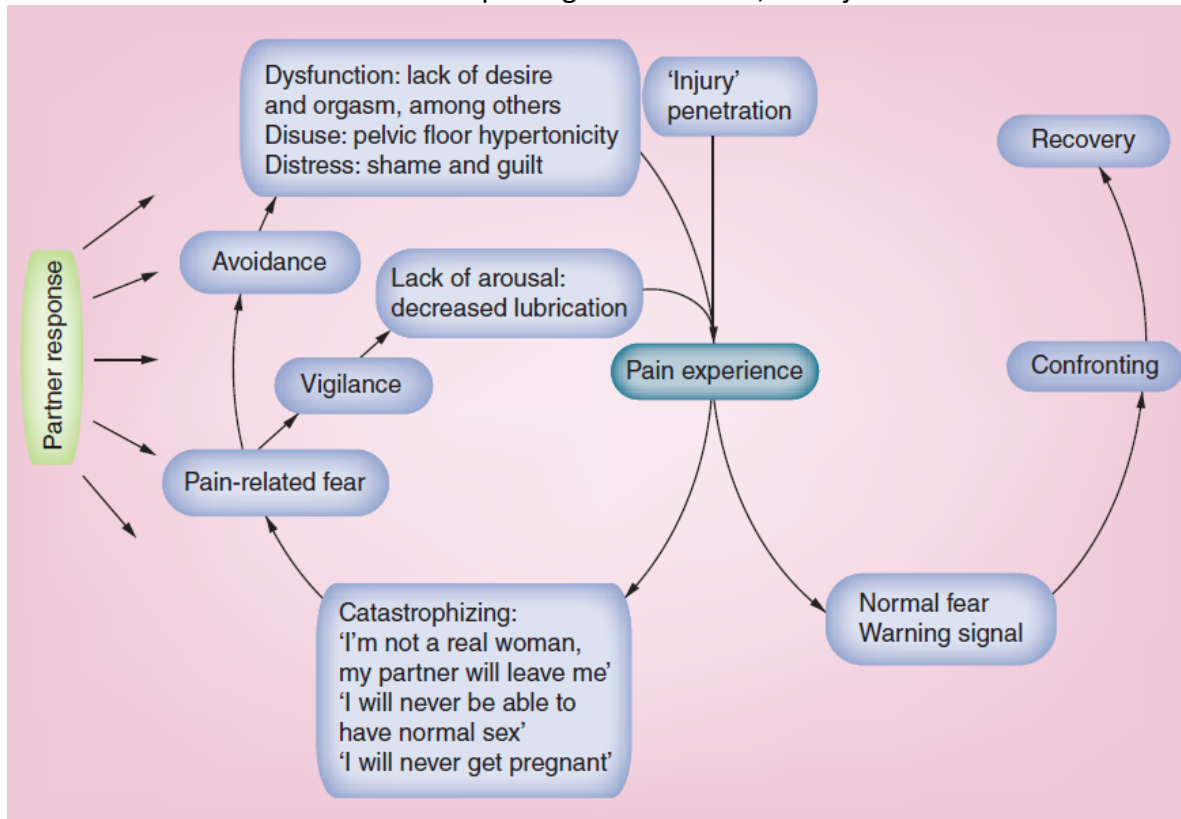 Dysfunction: lack of desire
and orgasm, among others
Disuse: pelvic floor hypertonicity
Distress: shame and guilt
'Injury'
penetration
Recovery
Partner response
Avoidance
Lack of arousal:
decreased lubrication
Vigilance
Pain experience
Confronting
Pain-related fear
Catastrophizing:
'I'm not a real woman,
my partner will leave me'
'I will never be able to
have normal sex'
'I will never get pregnant'
Normal fear
Warning signal